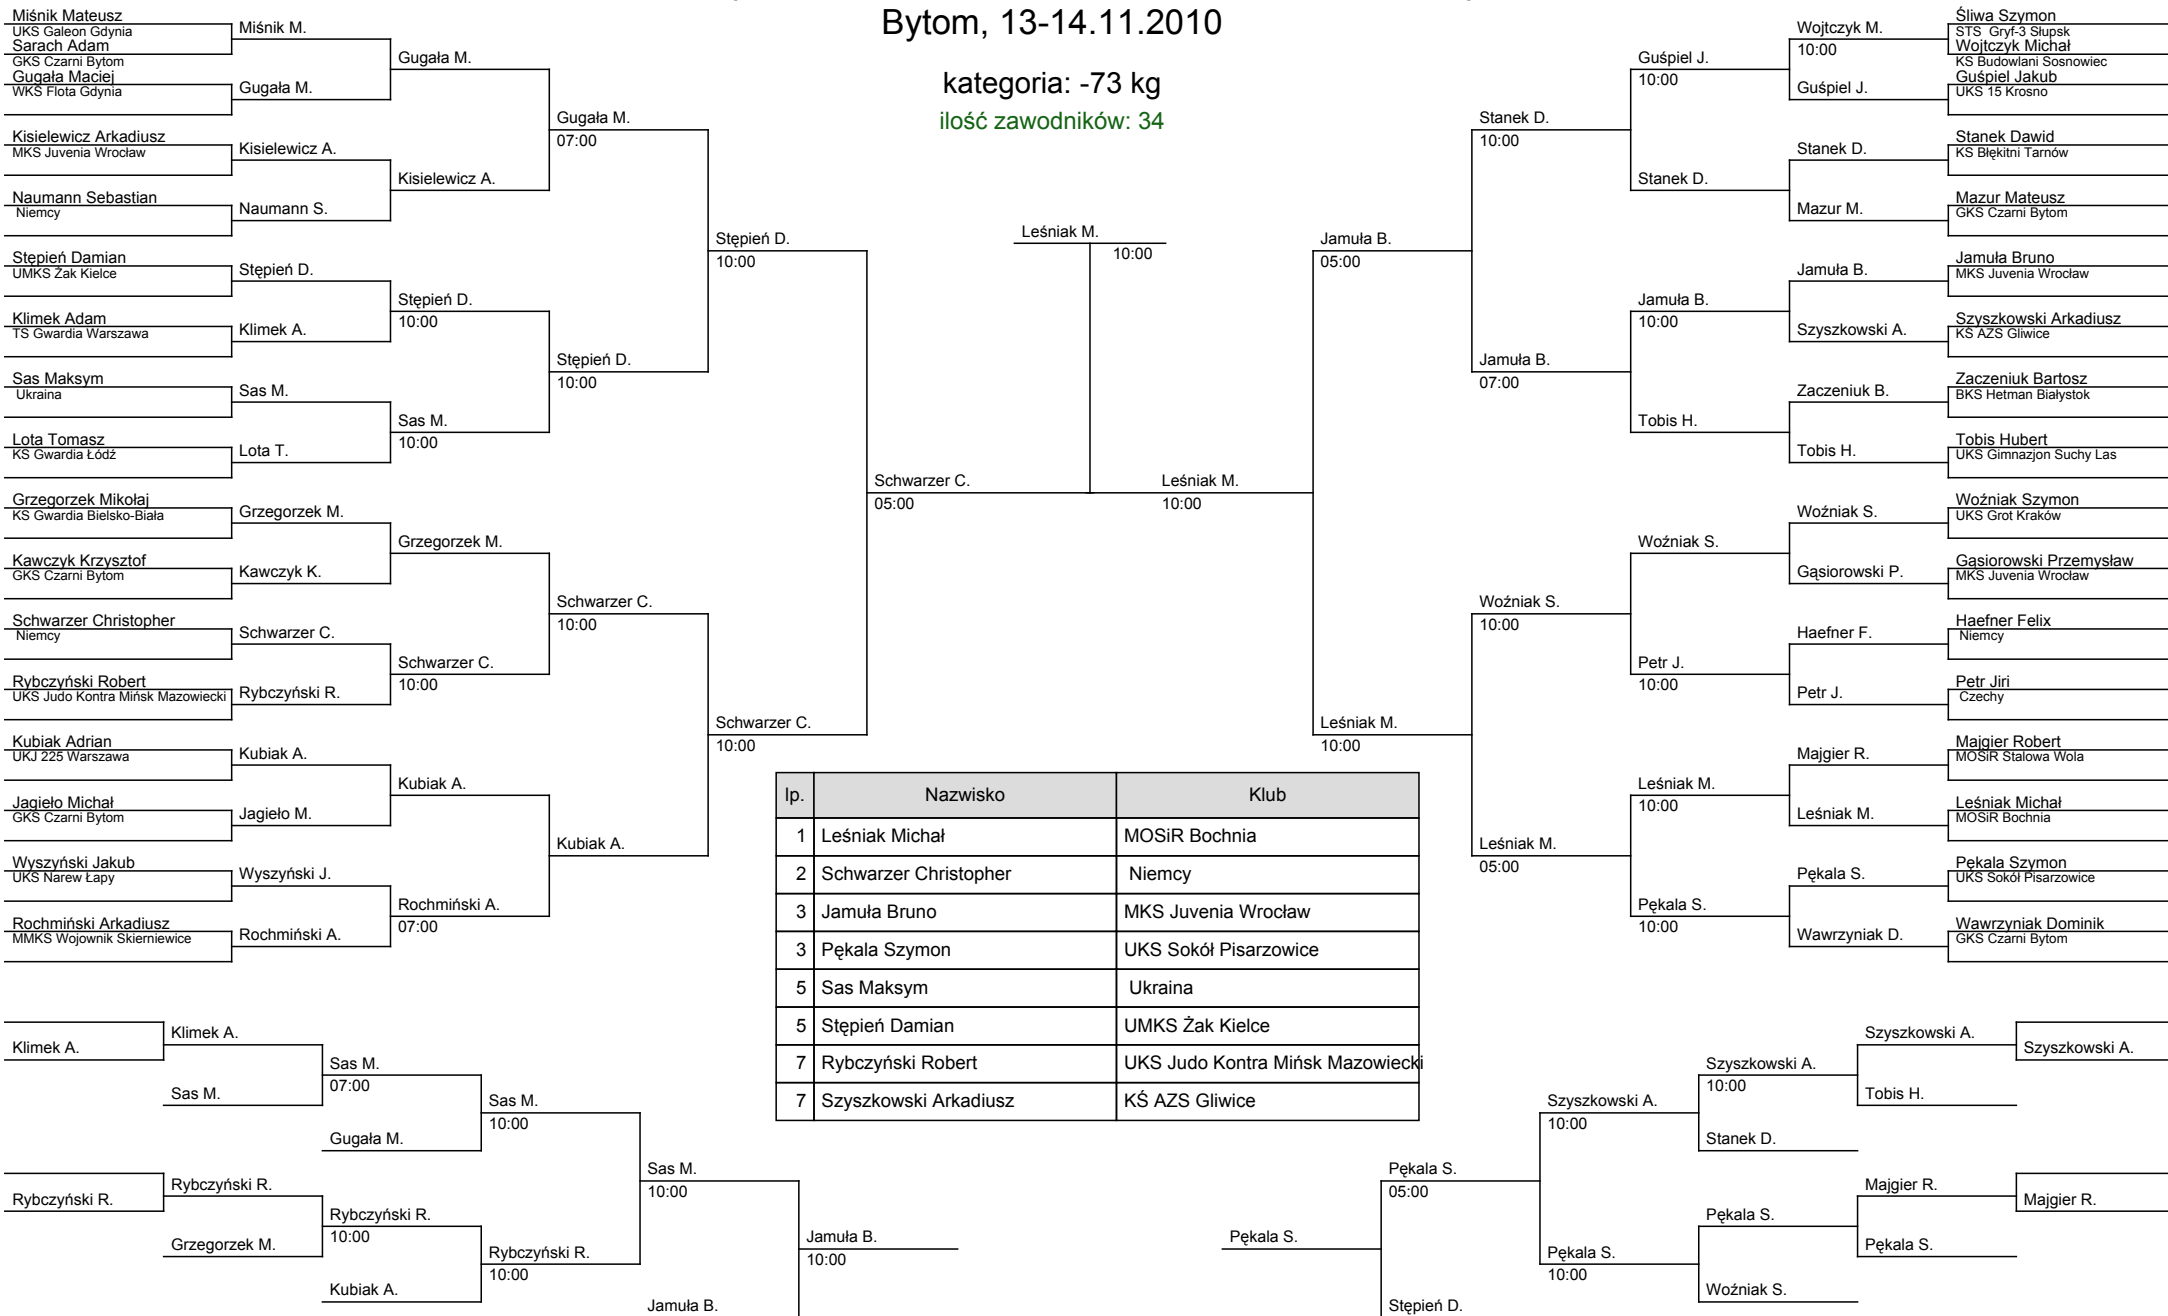 Bytom, 13-14.11.2010
kategoria: -73 kg
ilość zawodników: 34
Miśnik Mateusz
UKS Galeon Gdynia
Sarach Adam
GKS Czarni Bytom
Gugała Maciej
WKS Flota Gdynia
Kisielewicz Arkadiusz
MKS Juvenia Wrocław
Naumann Sebastian
Niemcy
Stępień Damian
UMKS Żak Kielce
Klimek Adam
TS Gwardia Warszawa
Sas Maksym
Ukraina
Lota Tomasz
KS Gwardia Łódź
Grzegorzek Mikołaj
KS Gwardia Bielsko-Biała
Kawczyk Krzysztof
GKS Czarni Bytom
Schwarzer Christopher
Niemcy
Rybczyński Robert
UKS Judo Kontra Mińsk Mazowiecki
Kubiak Adrian
UKJ 225 Warszawa
Jagieło Michał
GKS Czarni Bytom
Wyszyński Jakub
UKS Narew Łapy
Rochmiński Arkadiusz
MMKS Wojownik Skierniewice
Miśnik M.
Gugała M.
Kisielewicz A.
Naumann S.
Stępień D.
Klimek A.
Sas M.
Lota T.
Grzegorzek M.
Kawczyk K.
Schwarzer C.
Rybczyński R.
Kubiak A.
Jagieło M.
Wyszyński J.
Rochmiński A.
Gugała M.
Kisielewicz A.
Stępień D.
10:00
Sas M.
10:00
Grzegorzek M.
Schwarzer C.
10:00
Kubiak A.
Rochmiński A.
07:00
Gugała M.
07:00
Stępień D.
10:00
Schwarzer C.
10:00
Kubiak A.
Stępień D.
10:00
Schwarzer C.
10:00
Schwarzer C.
05:00
Leśniak M.
10:00
Leśniak M.
10:00
Jamuła B.
05:00
Leśniak M.
10:00
Stanek D.
10:00
Jamuła B.
07:00
Woźniak S.
10:00
Leśniak M.
05:00
Guśpiel J.
10:00
Stanek D.
Jamuła B.
10:00
Tobis H.
Woźniak S.
Petr J.
10:00
Leśniak M.
10:00
Pękala S.
10:00
Wojtczyk M.
10:00
Guśpiel J.
Stanek D.
Mazur M.
Jamuła B.
Szyszkowski A.
Zaczeniuk B.
Tobis H.
Woźniak S.
Gąsiorowski P.
Haefner F.
Petr J.
Majgier R.
Leśniak M.
Pękala S.
Wawrzyniak D.
Śliwa Szymon
STS Gryf-3 Słupsk
Wojtczyk Michał
KS Budowlani Sosnowiec
Guśpiel Jakub
UKS 15 Krosno
Stanek Dawid
KS Błękitni Tarnów
Mazur Mateusz
GKS Czarni Bytom
Jamuła Bruno
MKS Juvenia Wrocław
Szyszkowski Arkadiusz
KŚ AZS Gliwice
Zaczeniuk Bartosz
BKS Hetman Białystok
Tobis Hubert
UKS Gimnazjon Suchy Las
Woźniak Szymon
UKS Grot Kraków
Gąsiorowski Przemysław
MKS Juvenia Wrocław
Haefner Felix
Niemcy
Petr Jiri
Czechy
Majgier Robert
MOSiR Stalowa Wola
Leśniak Michał
MOSiR Bochnia
Pękala Szymon
UKS Sokół Pisarzowice
Wawrzyniak Dominik
GKS Czarni Bytom
lp. Nazwisko Klub
1 Leśniak Michał MOSiR Bochnia
2 Schwarzer Christopher Niemcy
3 Jamuła Bruno MKS Juvenia Wrocław
3 Pękala Szymon UKS Sokół Pisarzowice
5 Sas Maksym Ukraina
5 Stępień Damian UMKS Żak Kielce
7 Rybczyński Robert UKS Judo Kontra Mińsk Mazowiecki
7 Szyszkowski Arkadiusz KŚ AZS Gliwice
Klimek A.
Rybczyński R.
Klimek A.
Sas M.
Rybczyński R.
Grzegorzek M.
Sas M.
07:00
Gugała M.
Rybczyński R.
10:00
Kubiak A.
Sas M.
10:00
Rybczyński R.
10:00
Sas M.
10:00
Jamuła B.
Jamuła B.
10:00
Pękala S.
Pękala S.
05:00
Stępień D.
Szyszkowski A.
10:00
Pękala S.
10:00
Szyszkowski A.
10:00
Stanek D.
Pękala S.
Woźniak S.
Szyszkowski A.
Tobis H.
Majgier R.
Pękala S.
Szyszkowski A.
Majgier R.